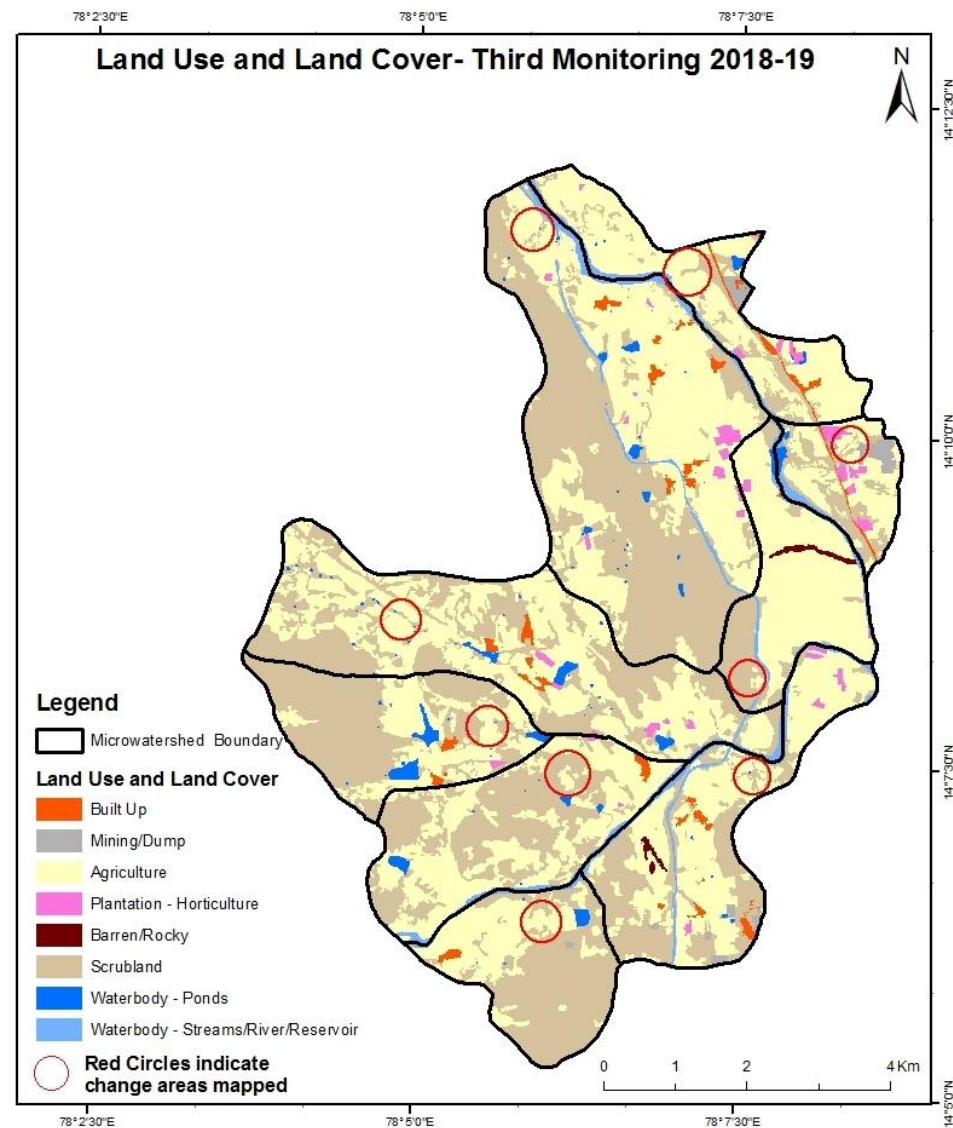 78°2'30"E 78°5'0"E 78°7'30"E
Land Use and Land Cover- Third Monitoring 2018-19
N
14°12'30"N
14°10'0"N
14°7'30"N
14°5'0"N
Legend
Microwatershed Boundary
Land Use and Land Cover
Built Up
Mining/Dump
Agriculture
Plantation - Horticulture
Barren/Rocky
Scrubland
Waterbody - Ponds
Waterbody - Streams/River/Reservoir
Red Circles indicate
change areas mapped
0 1 2 4 Km
78°2'30"E 78°5'0"E 78°7'30"E